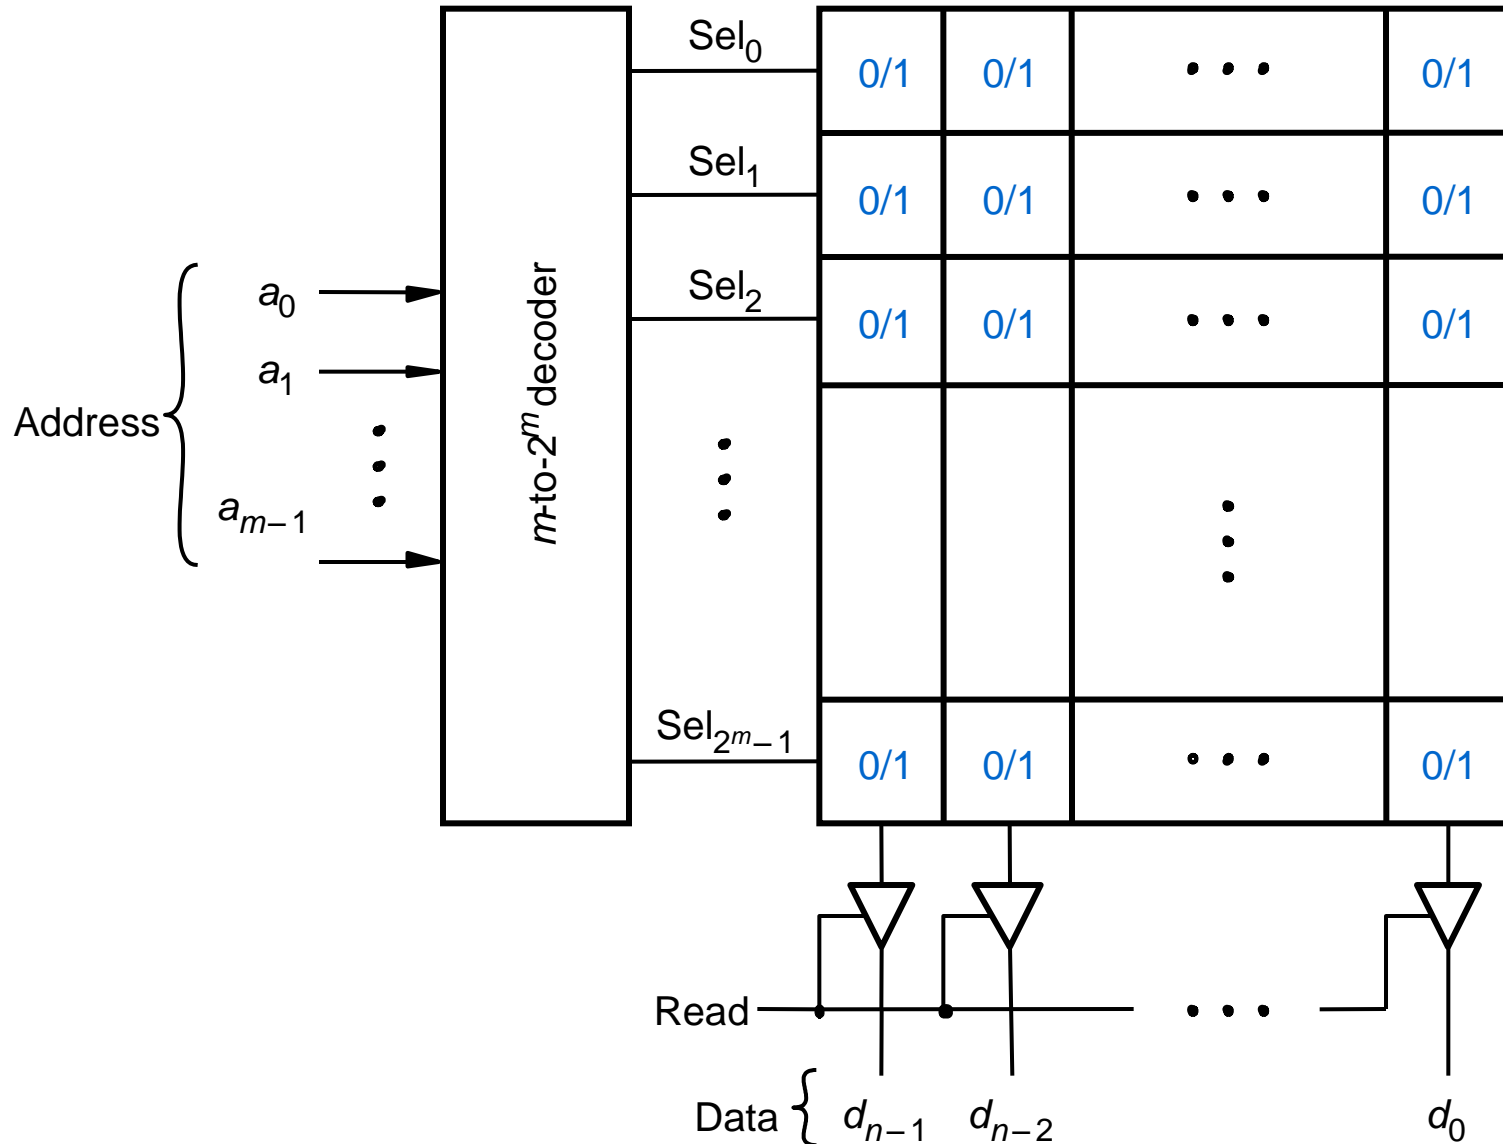 Sel₀
0/1 0/1 • • • 0/1
Sel₁
0/1 0/1 • • • 0/1
Sel₂
0/1 0/1 • • • 0/1
Address
a₀
a₁
aₘ₋₁
m-to-2ᵐ decoder
Sel_{2ᵐ–1}
0/1 0/1 • • • 0/1
Read • • •
Data
dₙ₋₁ dₙ₋₂ d₀